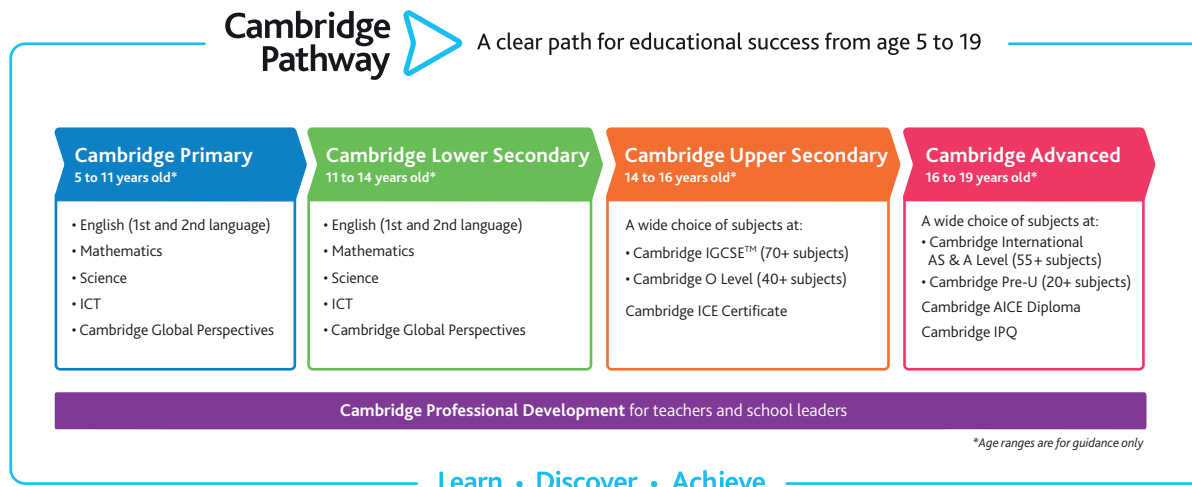 Cambridge
Pathway
A clear path for educational success from age 5 to 19
Cambridge Primary
5 to 11 years old*
• English (1st and 2nd language)
• Mathematics
• Science
• ICT
• Cambridge Global Perspectives
Cambridge Lower Secondary
11 to 14 years old*
• English (1st and 2nd language)
• Mathematics
• Science
• ICT
• Cambridge Global Perspectives
Cambridge Upper Secondary
14 to 16 years old*
A wide choice of subjects at:
• Cambridge IGCSE™ (70+ subjects)
• Cambridge O Level (40+ subjects)
Cambridge ICE Certificate
Cambridge Advanced
16 to 19 years old*
A wide choice of subjects at:
• Cambridge International
AS & A Level (55+ subjects)
• Cambridge Pre-U (20+ subjects)
Cambridge AICE Diploma
Cambridge IPQ
Cambridge Professional Development for teachers and school leaders
*Age ranges are for guidance only
Learn • Discover • Achieve